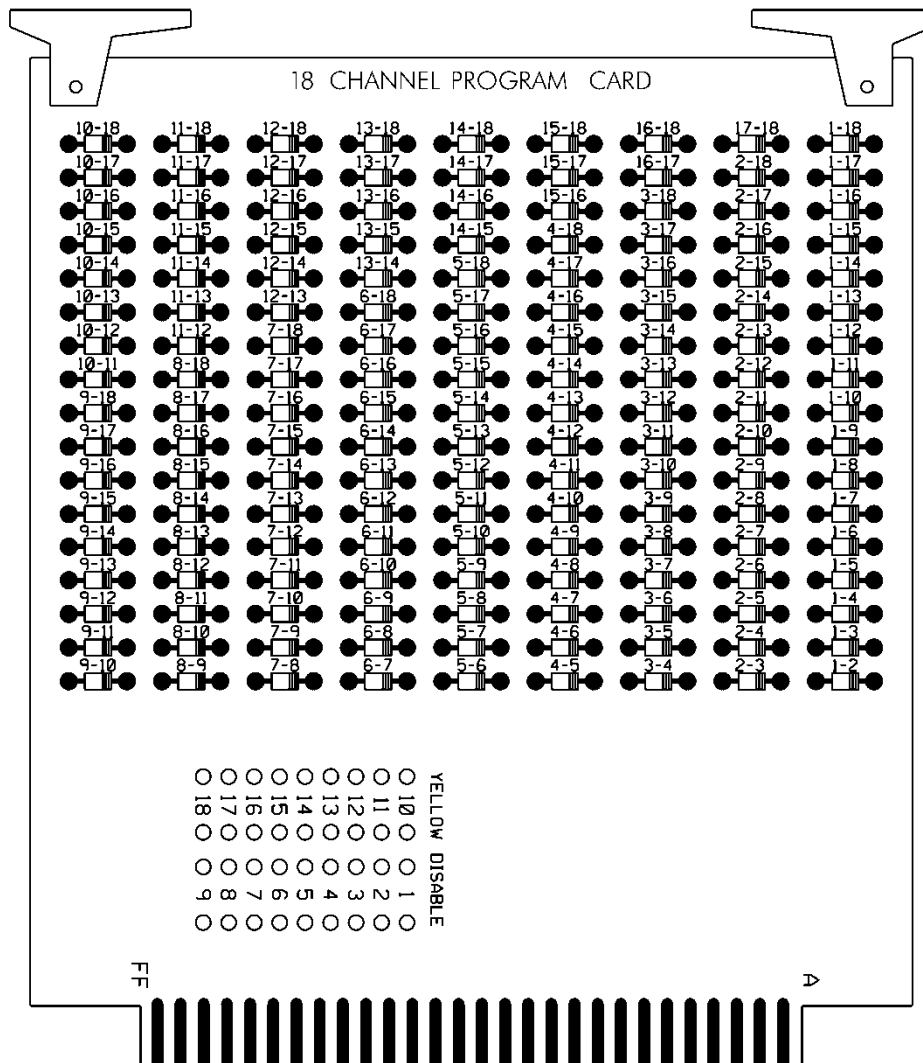 18 CHANNEL PROGRAM CARD
10-18 11-18 12-18 13-18 14-18 15-18 16-18 17-18 1-18
10-17 11-17 12-17 13-17 14-17 15-17 16-17 2-18 1-17
10-16 11-16 12-16 13-16 14-16 15-16 3-18 2-17 1-16
10-15 11-15 12-15 13-15 14-15 4-18 3-17 2-16 1-15
10-14 11-14 12-14 13-14 5-18 4-17 3-16 2-15 1-14
10-13 11-13 12-13 6-18 5-17 4-16 3-15 2-14 1-13
10-12 11-12 7-18 6-17 5-16 4-15 3-14 2-13 1-12
10-11 8-18 7-17 6-16 5-15 4-14 3-13 2-12 1-11
9-18 8-17 7-16 6-15 5-14 4-13 3-12 2-11 1-10
9-17 8-16 7-15 6-14 5-13 4-12 3-11 2-10 1-9
9-16 8-15 7-14 6-13 5-12 4-11 3-10 2-9 1-8
9-15 8-14 7-13 6-12 5-11 4-10 3-9 2-8 1-7
9-14 8-13 7-12 6-11 5-10 4-9 3-8 2-7 1-6
9-13 8-12 7-11 6-10 5-9 4-8 3-7 2-6 1-5
9-12 8-11 7-10 6-9 5-8 4-7 3-6 2-5 1-4
9-11 8-10 7-9 6-8 5-7 4-6 3-5 2-4 1-3
9-10 8-9 7-8 6-7 5-6 4-5 3-4 2-3 1-2
YELLOW DISABLE
10 1
11 2
12 3
13 4
14 5
15 6
16 7
17 8
18 9
FF
A